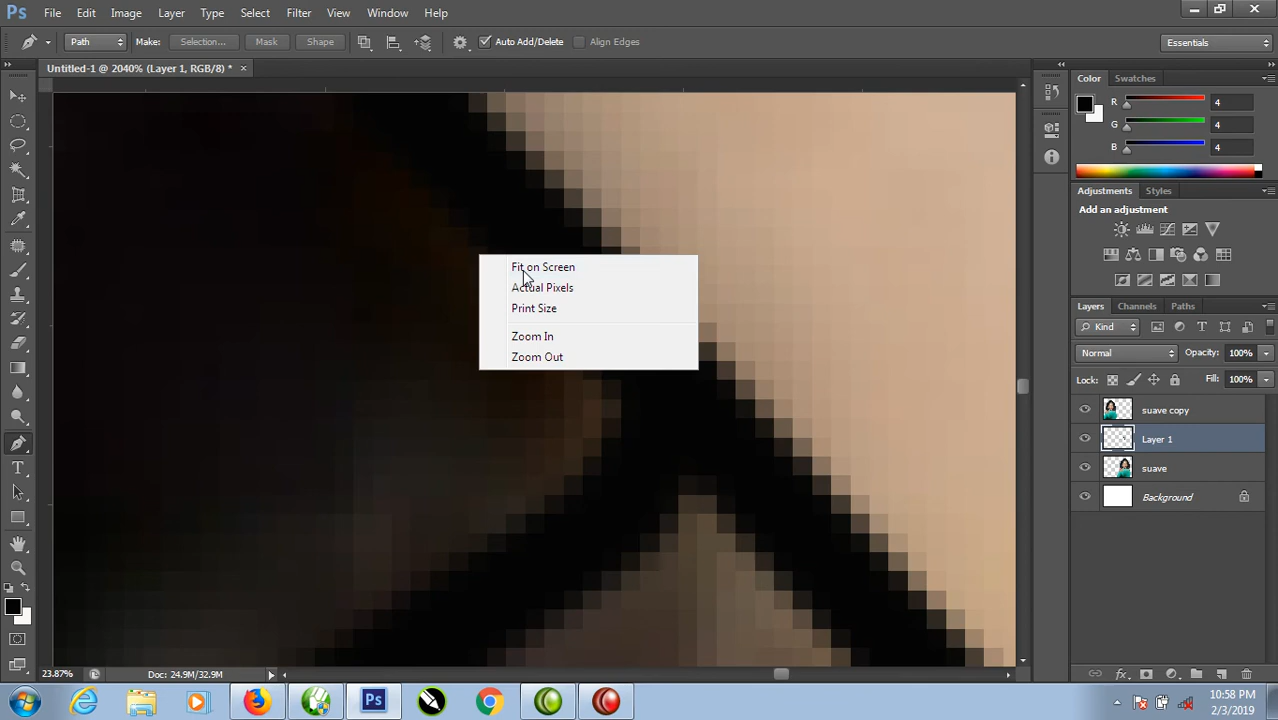 Ps File Edit Image Layer Type Select Filter View Window Help
Path Make: Selection... Mask Shape Auto Add/Delete Align Edges Essentials
Untitled-1 @ 2040% (Layer 1, RGB/8) * ×
Color Swatches
R 4
G 4
B 4
Adjustments Styles
Add an adjustment
Fit on Screen
Actual Pixels
Print Size
Zoom In
Zoom Out
Layers Channels Paths
Kind
Normal Opacity: 100%
Lock: Fill: 100%
suave copy
Layer 1
suave
Background
23.87% Doc: 24.9M/32.9M
Ps
10:58 PM
2/3/2019